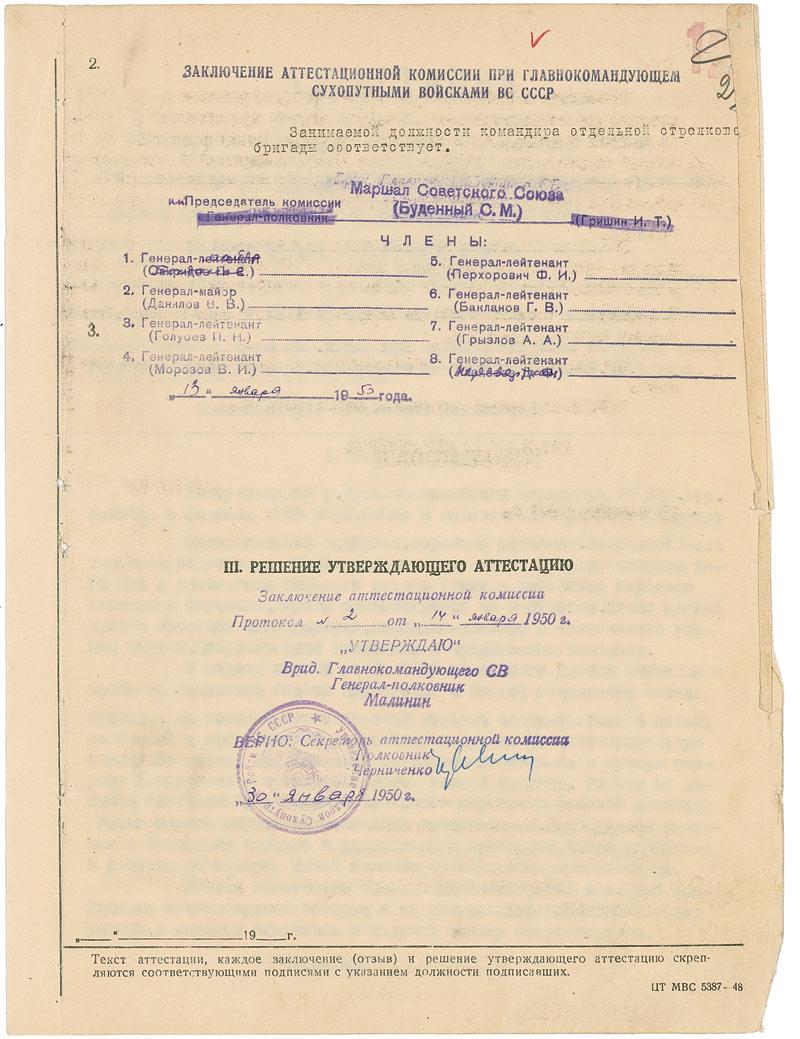 2.
ЗАКЛЮЧЕНИЕ АТТЕСТАЦИОННОЙ КОМИССИИ ПРИ ГЛАВНОКОМАНДУЮЩЕМ
СУХОПУТНЫМИ ВОЙСКАМИ ВС СССР
Занимаемой должности командира отдельной стрелково
бригады соответствует.
Председатель комиссии
Маршал Советского Союза
Генерал-полковник
(Буденный С. М.)
(Гришин И. Т.)
ЧЛЕНЫ:
1. Генерал-лейтенант
2. Генерал-майор
(Данилов В. В.)
3. Генерал-лейтенант
(Голубев П. Н.)
4. Генерал-лейтенант
(Морозов В. И.)
5. Генерал-лейтенант
(Перхорович Ф. И.)
6. Генерал-лейтенант
(Бакланов Г. В.)
7. Генерал-лейтенант
(Грызлов А. А.)
8. Генерал-лейтенант
3.
„13 " января 1950 года.
III. РЕШЕНИЕ УТВЕРЖДАЮЩЕГО АТТЕСТАЦИЮ
Заключение аттестационной комиссии
Протокол № 2 от „14" января 1950 г.
„УТВЕРЖДАЮ"
Врид. Главнокомандующего СВ
Генерал-полковник
Малинин
ВЕРНО: Секретарь аттестационной комиссии
Полковник
Черниченко
„30" января 1950 г.
„ " 19 г.
Текст аттестации, каждое заключение (отзыв) и решение утверждающего аттестацию скреп-
ляются соответствующими подписями с указанием должности подписавших.
ЦТ МВС 5387-48